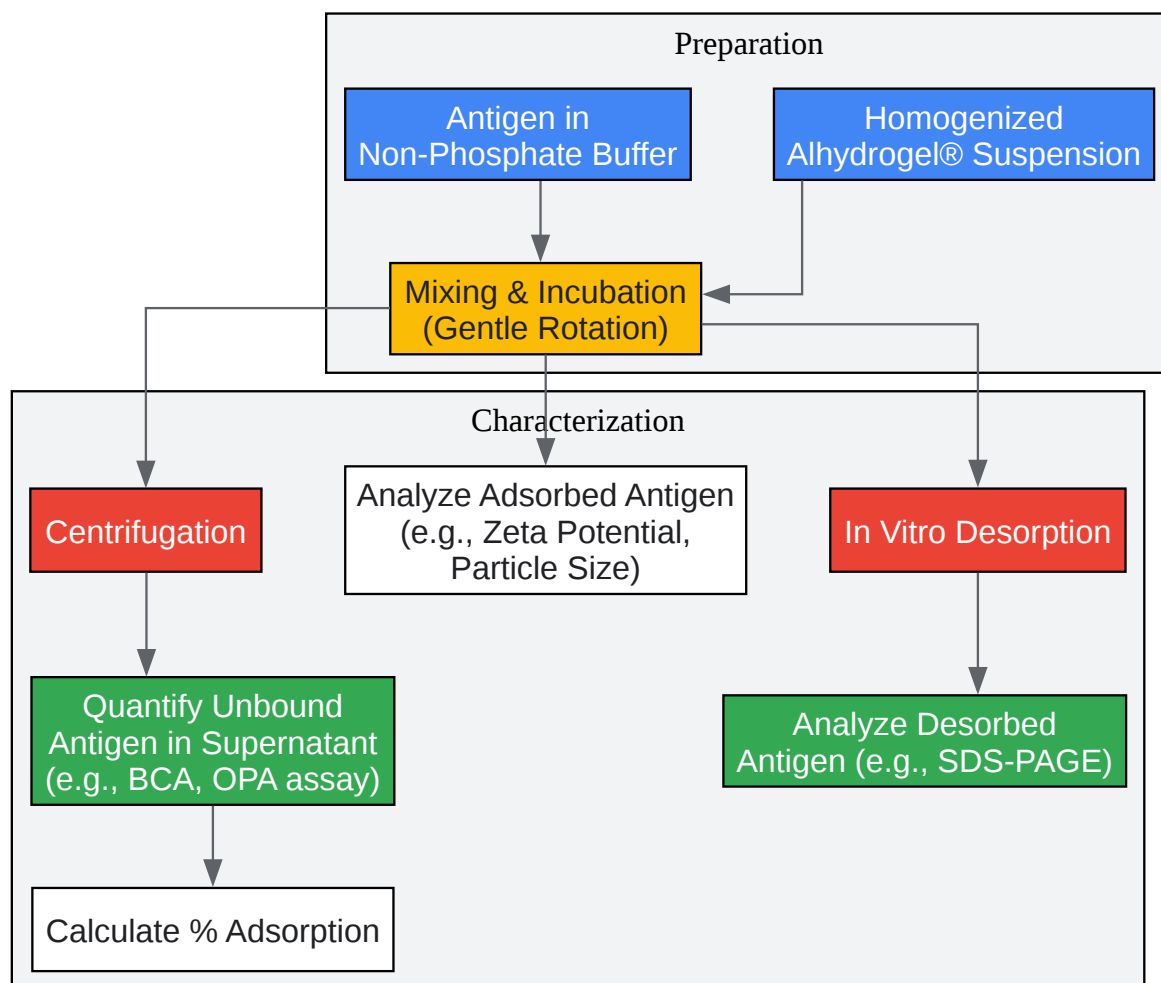 Preparation
Antigen in
Non-Phosphate Buffer
Homogenized
Alhydrogel® Suspension
Mixing & Incubation
(Gentle Rotation)
Characterization
Centrifugation
Analyze Adsorbed Antigen
(e.g., Zeta Potential,
Particle Size)
In Vitro Desorption
Quantify Unbound
Antigen in Supernatant
(e.g., BCA, OPA assay)
Analyze Desorbed
Antigen (e.g., SDS-PAGE)
Calculate % Adsorption